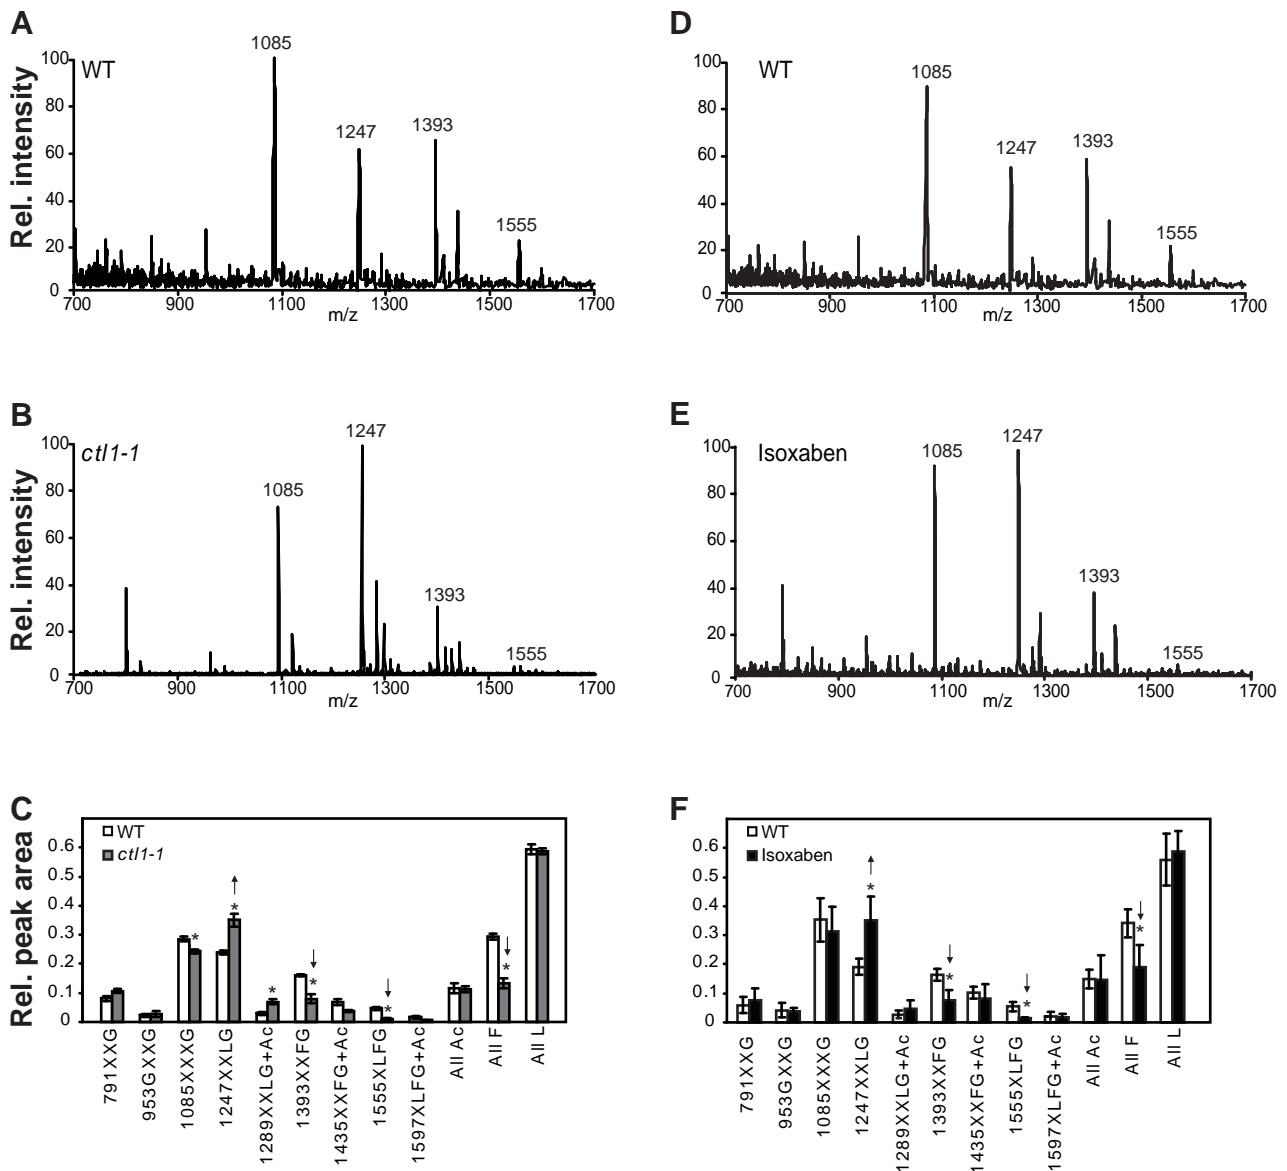 A
WT
Rel. intensity
100
80
60
40
20
0
1085
1247
1393
1555
700 900 1100 1300 1500 1700
m/z
D
WT
100
80
60
40
20
0
1085
1247
1393
1555
700 900 1100 1300 1500 1700
m/z
B
ctl1-1
Rel. intensity
100
80
60
40
20
0
1085
1247
1393
1555
700 900 1100 1300 1500 1700
m/z
E
Isoxaben
100
80
60
40
20
0
1085
1247
1393
1555
700 900 1100 1300 1500 1700
m/z
C
Rel. peak area
WT
ctl1-1
0.6
0.5
0.4
0.3
0.2
0.1
0
* * * * * *
791XXG
953GXXG
1085XXXG
1247XXLG
1289XXLG+Ac
1393XXFG
1435XXFG+Ac
1555XLFG
1597XLFG+Ac
All Ac
All F
All L
F
WT
Isoxaben
0.6
0.5
0.4
0.3
0.2
0.1
0
* * * *
791XXG
953GXXG
1085XXXG
1247XXLG
1289XXLG+Ac
1393XXFG
1435XXFG+Ac
1555XLFG
1597XLFG+Ac
All Ac
All F
All L